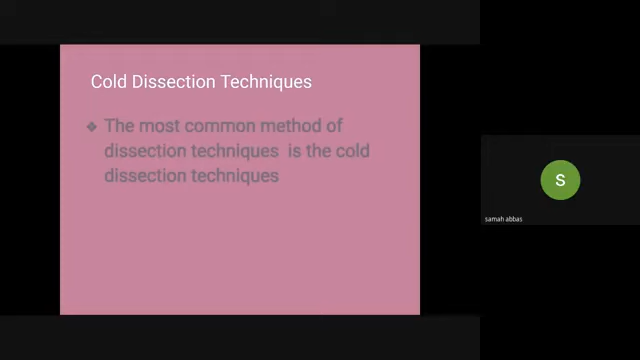 Cold Dissection Techniques
❖ The most common method of
dissection techniques is the cold
dissection techniques
S
samah abbas